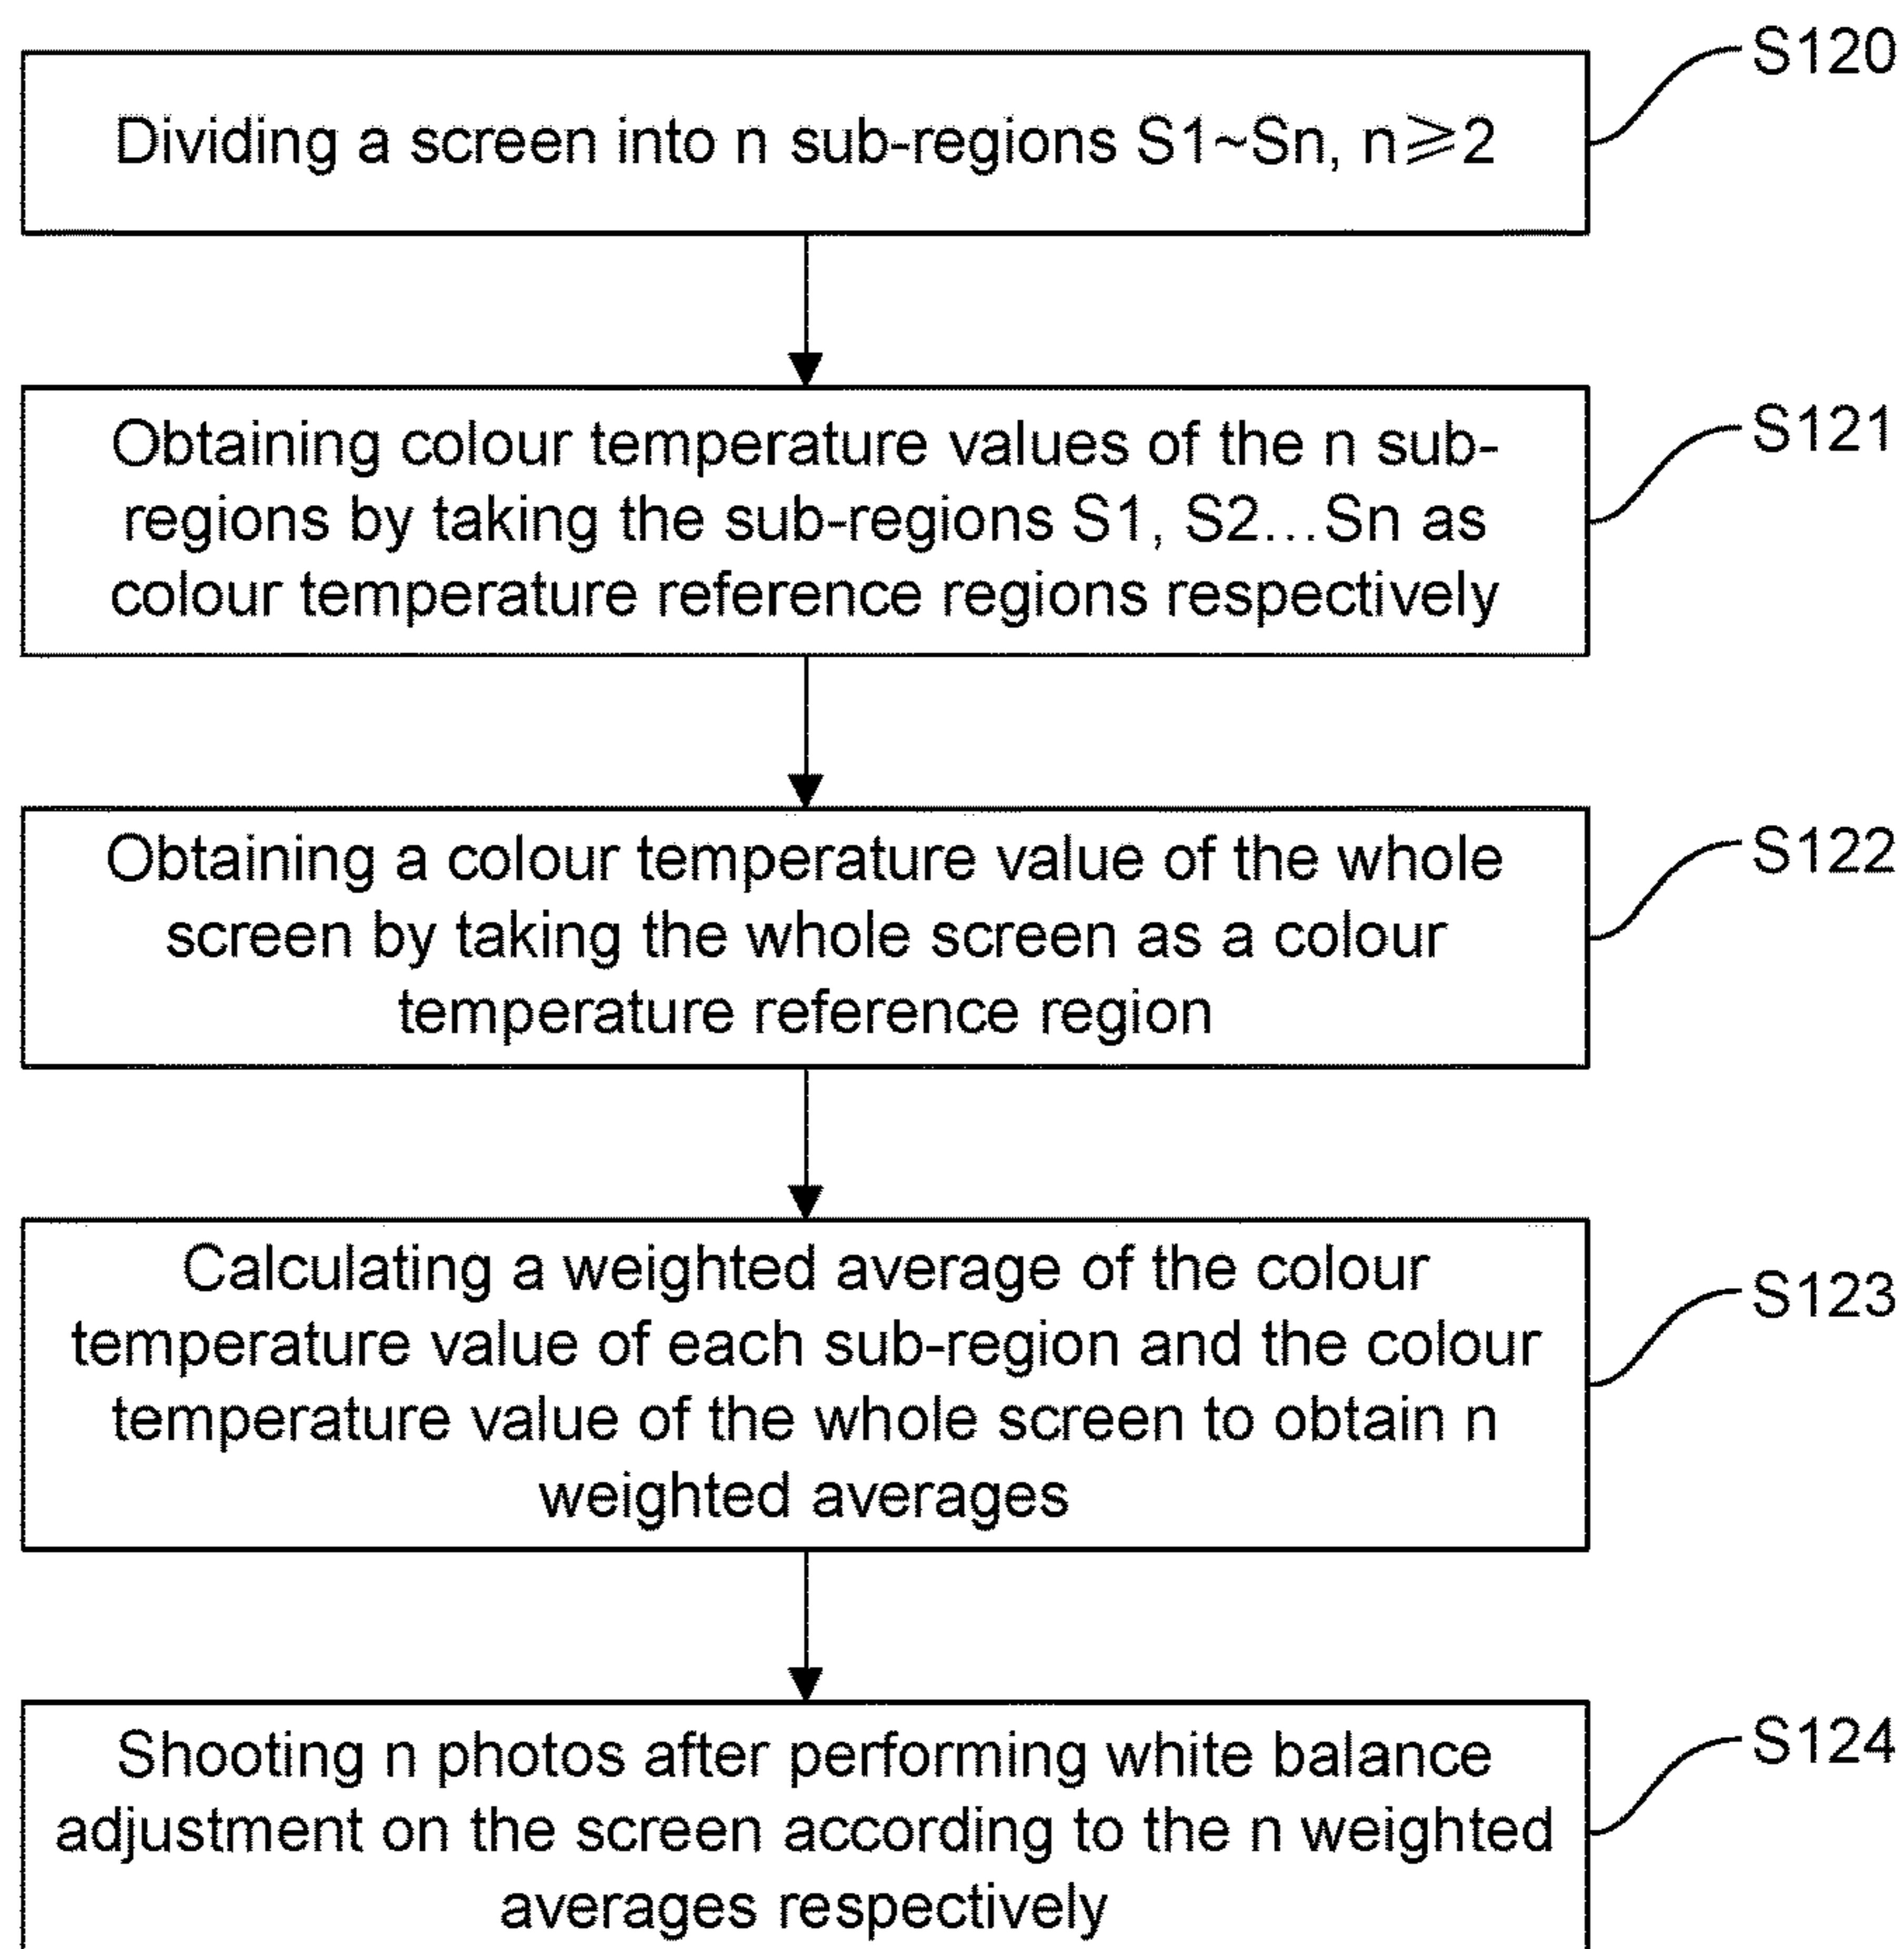 S120
Dividing a screen into n sub-regions S1~Sn, n⩾2
S121
Obtaining colour temperature values of the n sub-
regions by taking the sub-regions S1, S2...Sn as
colour temperature reference regions respectively
S122
Obtaining a colour temperature value of the whole
screen by taking the whole screen as a colour
temperature reference region
S123
Calculating a weighted average of the colour
temperature value of each sub-region and the colour
temperature value of the whole screen to obtain n
weighted averages
S124
Shooting n photos after performing white balance
adjustment on the screen according to the n weighted
averages respectively